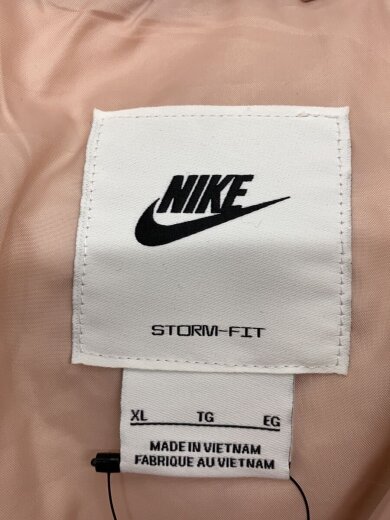 NIKE
STORM-FIT
XL TG EG
MADE IN VIETNAM
FABRIQUE AU VIETNAM